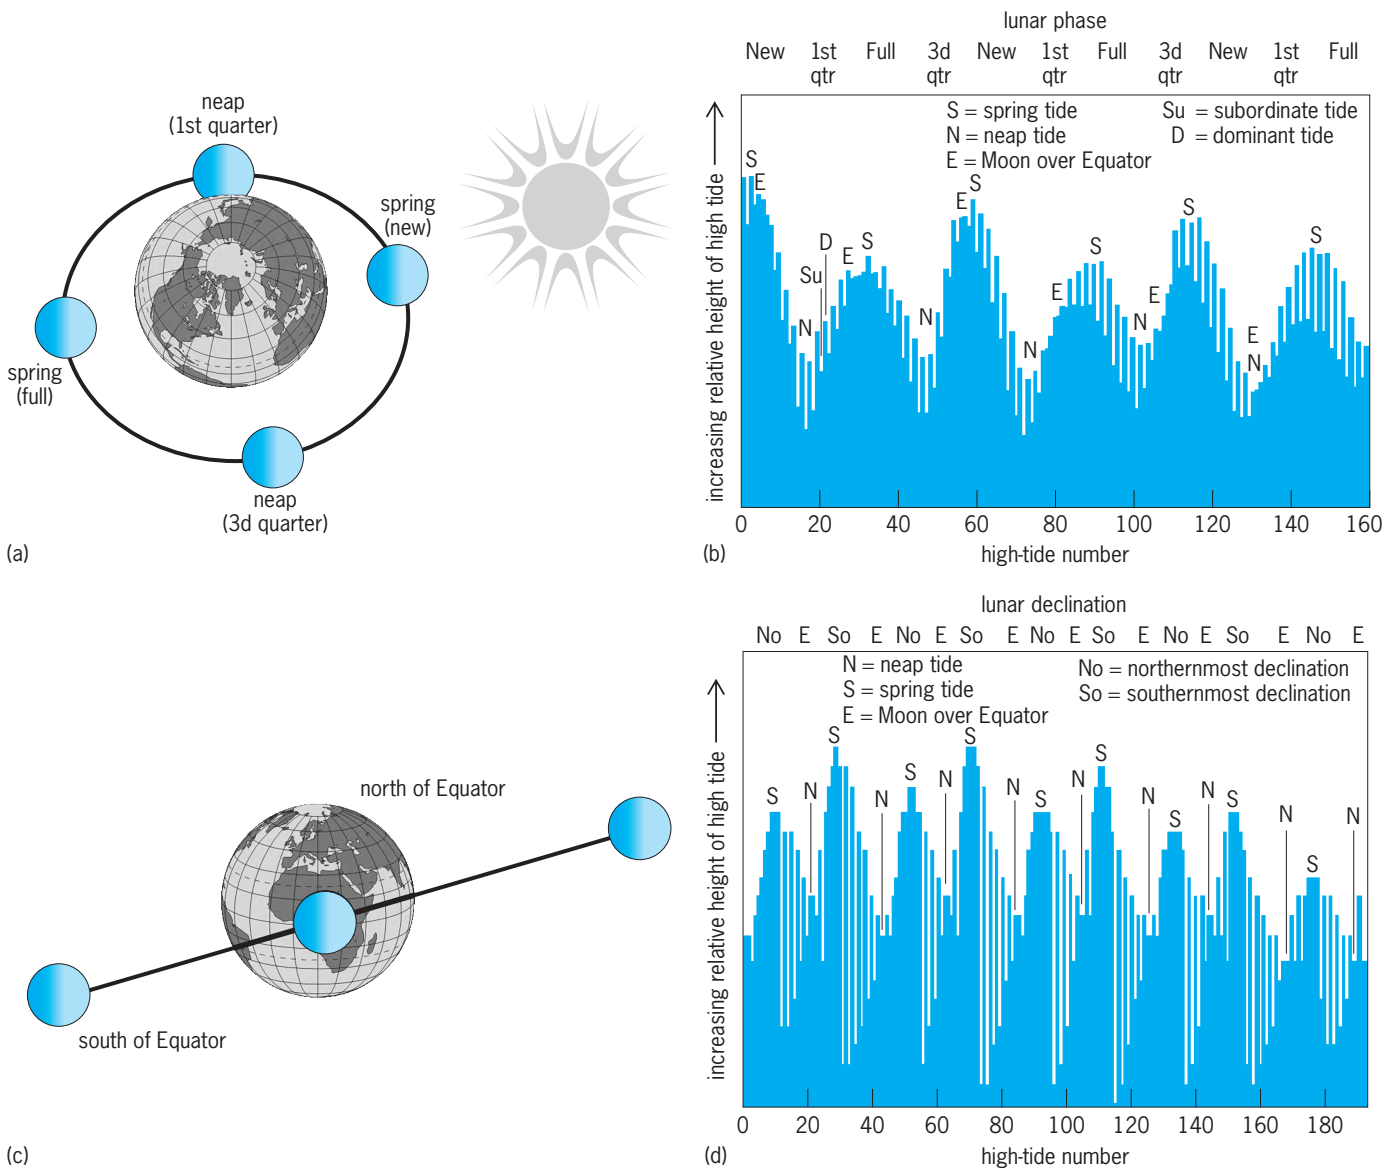 neap
(1st quarter)
spring
(new)
spring
(full)
neap
(3d quarter)
(a)
lunar phase
New 1st qtr Full 3d qtr New 1st qtr Full 3d qtr New 1st qtr Full
S = spring tide
N = neap tide
E = Moon over Equator
Su = subordinate tide
D = dominant tide
increasing relative height of high tide
S
E
N
Su
D
E
S
N
E
S
N
E
S
N
E
S
E
N
S
0 20 40 60 80 100 120 140 160
high-tide number
(b)
north of Equator
south of Equator
(c)
lunar declination
No E So E No E So E No E So E No E So E No E
N = neap tide
S = spring tide
E = Moon over Equator
No = northernmost declination
So = southernmost declination
increasing relative height of high tide
S
N
S
N
S
N
S
N
S
N
S
N
S
N
S
N
S
N
0 20 40 60 80 100 120 140 160 180
high-tide number
(d)